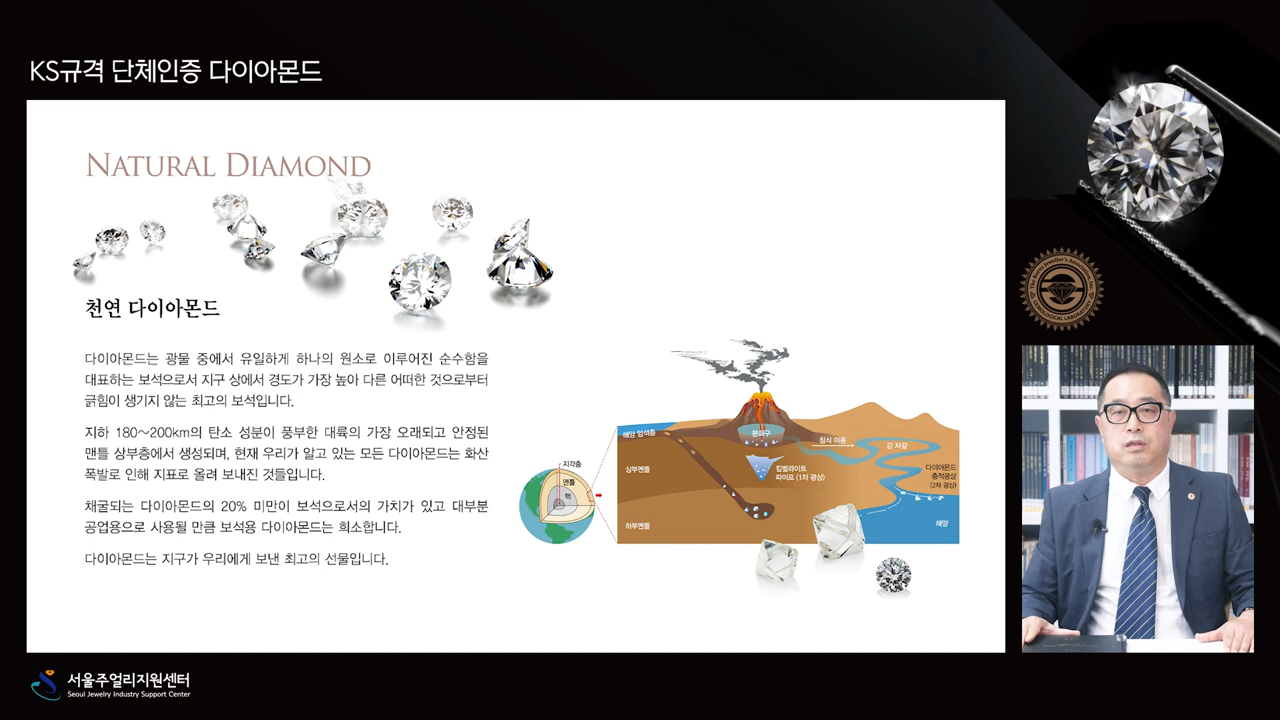 KS규격 단체인증 다이아몬드
NATURAL DIAMOND
천연 다이아몬드
다이아몬드는 광물 중에서 유일하게 하나의 원소로 이루어진 순수함을
대표하는 보석으로서 지구 상에서 경도가 가장 높아 다른 어떠한 것으로부터
긁힘이 생기지 않는 최고의 보석입니다.
지하 180~200km의 탄소 성분이 풍부한 대륙의 가장 오래되고 안정된
맨틀 상부층에서 생성되며, 현재 우리가 알고 있는 모든 다이아몬드는 화산
폭발로 인해 지표로 올려 보내진 것들입니다.
채굴되는 다이아몬드의 20% 미만이 보석으로서의 가치가 있고 대부분
공업용으로 사용될 만큼 보석용 다이아몬드는 희소합니다.
다이아몬드는 지구가 우리에게 보낸 최고의 선물입니다.
지각층
맨틀
핵
해양 암석층
상부멘틀
하부멘틀
분화구
킴벌라이트
파이프 (1차 광상)
침식 이동
강 자갈
다이아몬드
충적광상
(2차 광상)
해양
GEMOLOGICAL LABORATORY
서울주얼리지원센터
Seoul Jewelry Industry Support Center